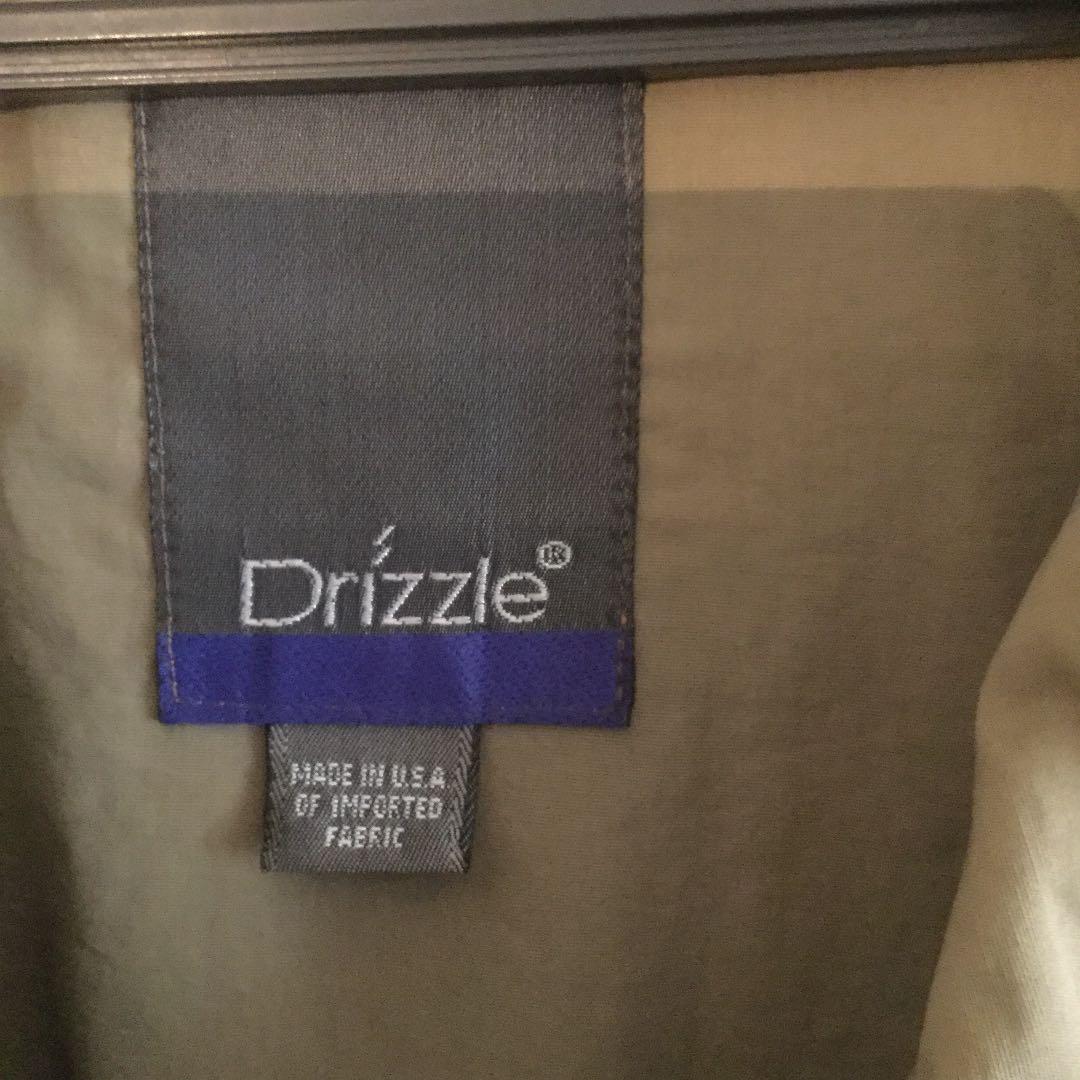 Drizzle®
MADE IN U.S.A
OF IMPORTED
FABRIC